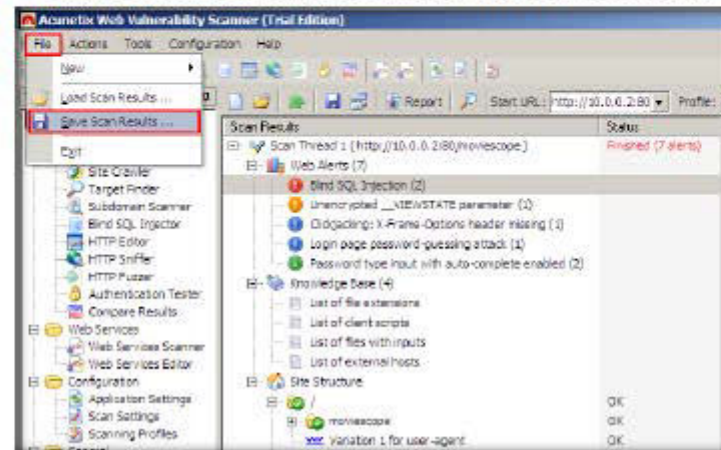 Acunetix Web Vulnerability Scanner (Trial Edition)
File Actions Tools Configuration Help
New
Load Scan Results ...
Save Scan Results ...
Exit
Report Start URL: http://10.0.0.2:80 Profile:
Site Crawler
Target Finder
Subdomain Scanner
Blind SQL Injector
HTTP Editor
HTTP Sniffer
HTTP Fuzzer
Authentication Tester
Compare Results
Web Services
Web Services Scanner
Web Services Editor
Configuration
Application Settings
Scan Settings
Scanning Profiles
General
Scan Results Status
Scan Thread 1 (http://10.0.0.2:80/moviescope) Finished (7 alerts)
Web Alerts (7)
Blind SQL Injection (2)
Unencrypted __VIEWSTATE parameter (1)
Clickjacking: X-Frame-Options header missing (1)
Login page password-guessing attack (1)
Password type input with auto-complete enabled (2)
Knowledge Base (4)
List of file extensions
List of client scripts
List of files with inputs
List of external hosts
Site Structure
/ OK
moviescope OK
Variation 1 for user-agent OK